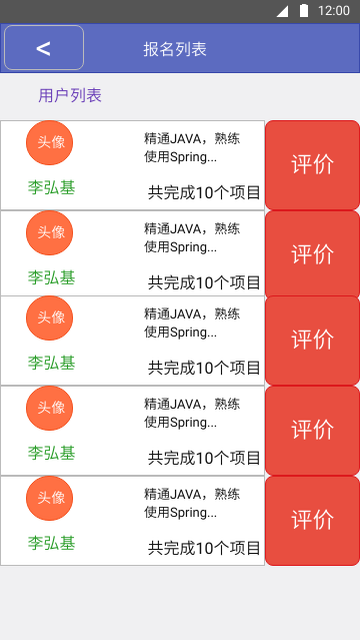 12:00
<
报名列表
用户列表
头像
精通JAVA，熟练
使用Spring...
李弘基
共完成10个项目
评价
头像
精通JAVA，熟练
使用Spring...
李弘基
共完成10个项目
评价
头像
精通JAVA，熟练
使用Spring...
李弘基
共完成10个项目
评价
头像
精通JAVA，熟练
使用Spring...
李弘基
共完成10个项目
评价
头像
精通JAVA，熟练
使用Spring...
李弘基
共完成10个项目
评价